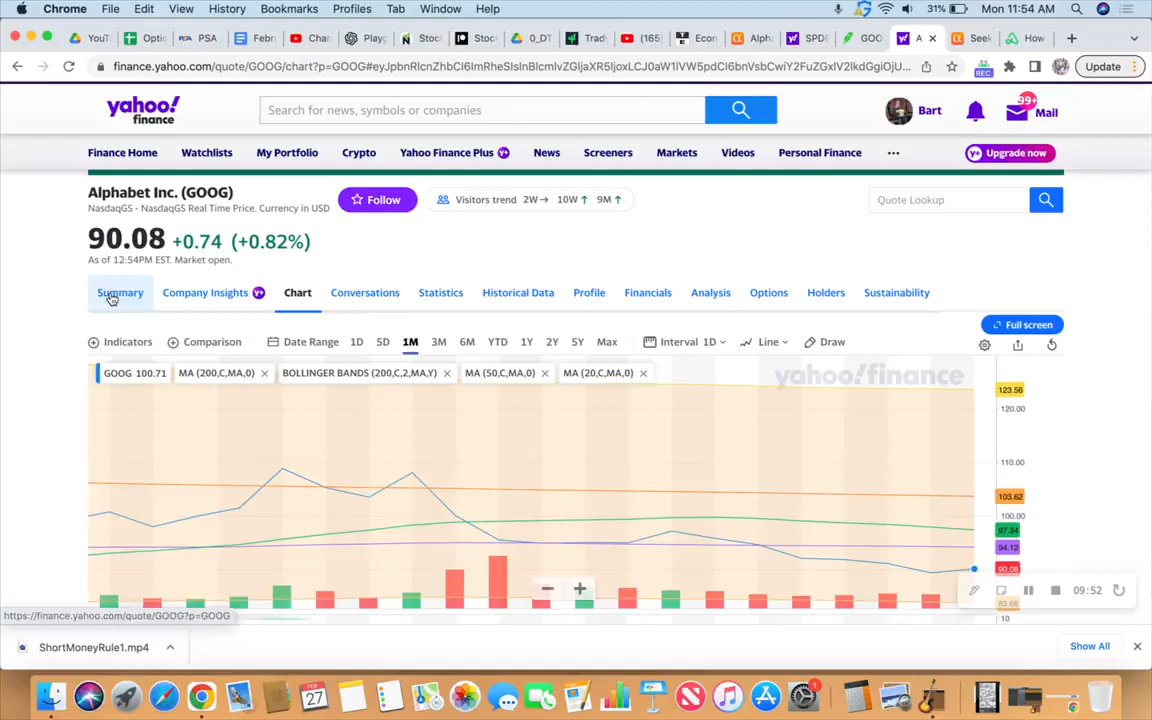 Chrome File Edit View History Bookmarks Profiles Tab Window Help 31% Mon 11:54 AM
YouT Optic PSA Febr Char Playg Stoc Stoc 0_DT Trad (165 Econ Alph SPDR GOO A Seek How
finance.yahoo.com/quote/GOOG/chart?p=GOOG#eyJpbnRlcnZhbCI6ImRheSIsInBlcmlvZGljaXR5IjoxLCJ0aW1lVW5pdCI6bnVsbCwiY2FuZGxlV2lkdGgiOjU... REC Update
yahoo! finance
Search for news, symbols or companies
Bart 99+ Mail
Finance Home Watchlists My Portfolio Crypto Yahoo Finance Plus News Screeners Markets Videos Personal Finance ... Upgrade now
Alphabet Inc. (GOOG)
NasdaqGS - NasdaqGS Real Time Price. Currency in USD
Follow
Visitors trend 2W→ 10W↑ 9M↑
Quote Lookup
90.08 +0.74 (+0.82%)
As of 12:54PM EST. Market open.
Summary Company Insights Chart Conversations Statistics Historical Data Profile Financials Analysis Options Holders Sustainability
Full screen
Indicators Comparison Date Range 1D 5D 1M 3M 6M YTD 1Y 2Y 5Y Max Interval 1D Line Draw
GOOG 100.71 MA (200,C,MA,0) BOLLINGER BANDS (200,C,2,MA,Y) MA (50,C,MA,0) MA (20,C,MA,0)
yahoo!finance
123.56
120.00
110.00
103.62
100.00
97.34
94.12
90.08
09:52
83.66
10
https://finance.yahoo.com/quote/GOOG?p=GOOG
ShortMoneyRule1.mp4 Show All
FEB
27
1